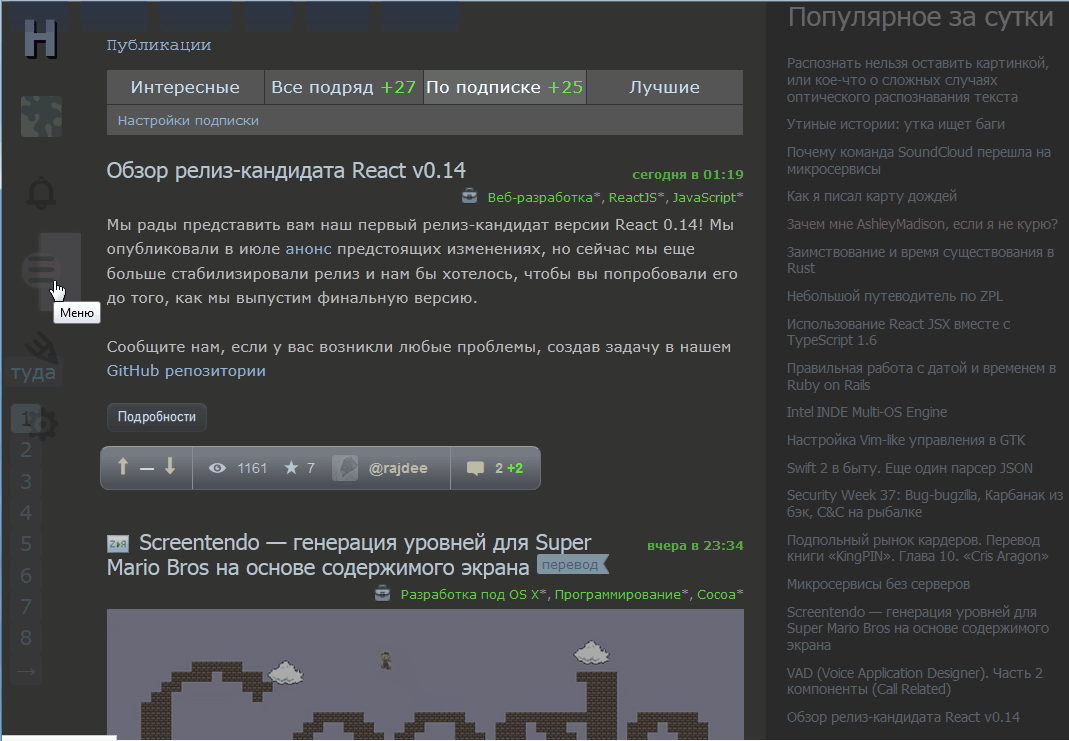 H
Публикации
Интересные
Все подряд +27
По подписке +25
Лучшие
Настройки подписки
Обзор релиз-кандидата React v0.14
сегодня в 01:19
Веб-разработка*, ReactJS*, JavaScript*
Мы рады представить вам наш первый релиз-кандидат версии React 0.14! Мы
опубликовали в июле анонс предстоящих изменениях, но сейчас мы еще
больше стабилизировали релиз и нам бы хотелось, чтобы вы попробовали его
до того, как мы выпустим финальную версию.
Сообщите нам, если у вас возникли любые проблемы, создав задачу в нашем
GitHub репозитории
Подробности
— 1161 7 @rajdee 2 +2
Screentendo — генерация уровней для Super
Mario Bros на основе содержимого экрана
перевод
вчера в 23:34
Разработка под OS X*, Программирование*, Cocoa*
Меню
туда
1
2
3
4
5
6
7
8
→
Популярное за сутки
Распознать нельзя оставить картинкой,
или кое-что о сложных случаях
оптического распознавания текста
Утиные истории: утка ищет баги
Почему команда SoundCloud перешла на
микросервисы
Как я писал карту дождей
Зачем мне AshleyMadison, если я не курю?
Заимствование и время существования в
Rust
Небольшой путеводитель по ZPL
Использование React JSX вместе с
TypeScript 1.6
Правильная работа с датой и временем в
Ruby on Rails
Intel INDE Multi-OS Engine
Настройка Vim-like управления в GTK
Swift 2 в быту. Еще один парсер JSON
Security Week 37: Bug-bugzilla, Карбанак из
бэк, C&C на рыбалке
Подпольный рынок кардеров. Перевод
книги «KingPIN». Глава 10. «Cris Aragon»
Микросервисы без серверов
Screentendo — генерация уровней для
Super Mario Bros на основе содержимого
экрана
VAD (Voice Application Designer). Часть 2
компоненты (Call Related)
Обзор релиз-кандидата React v0.14